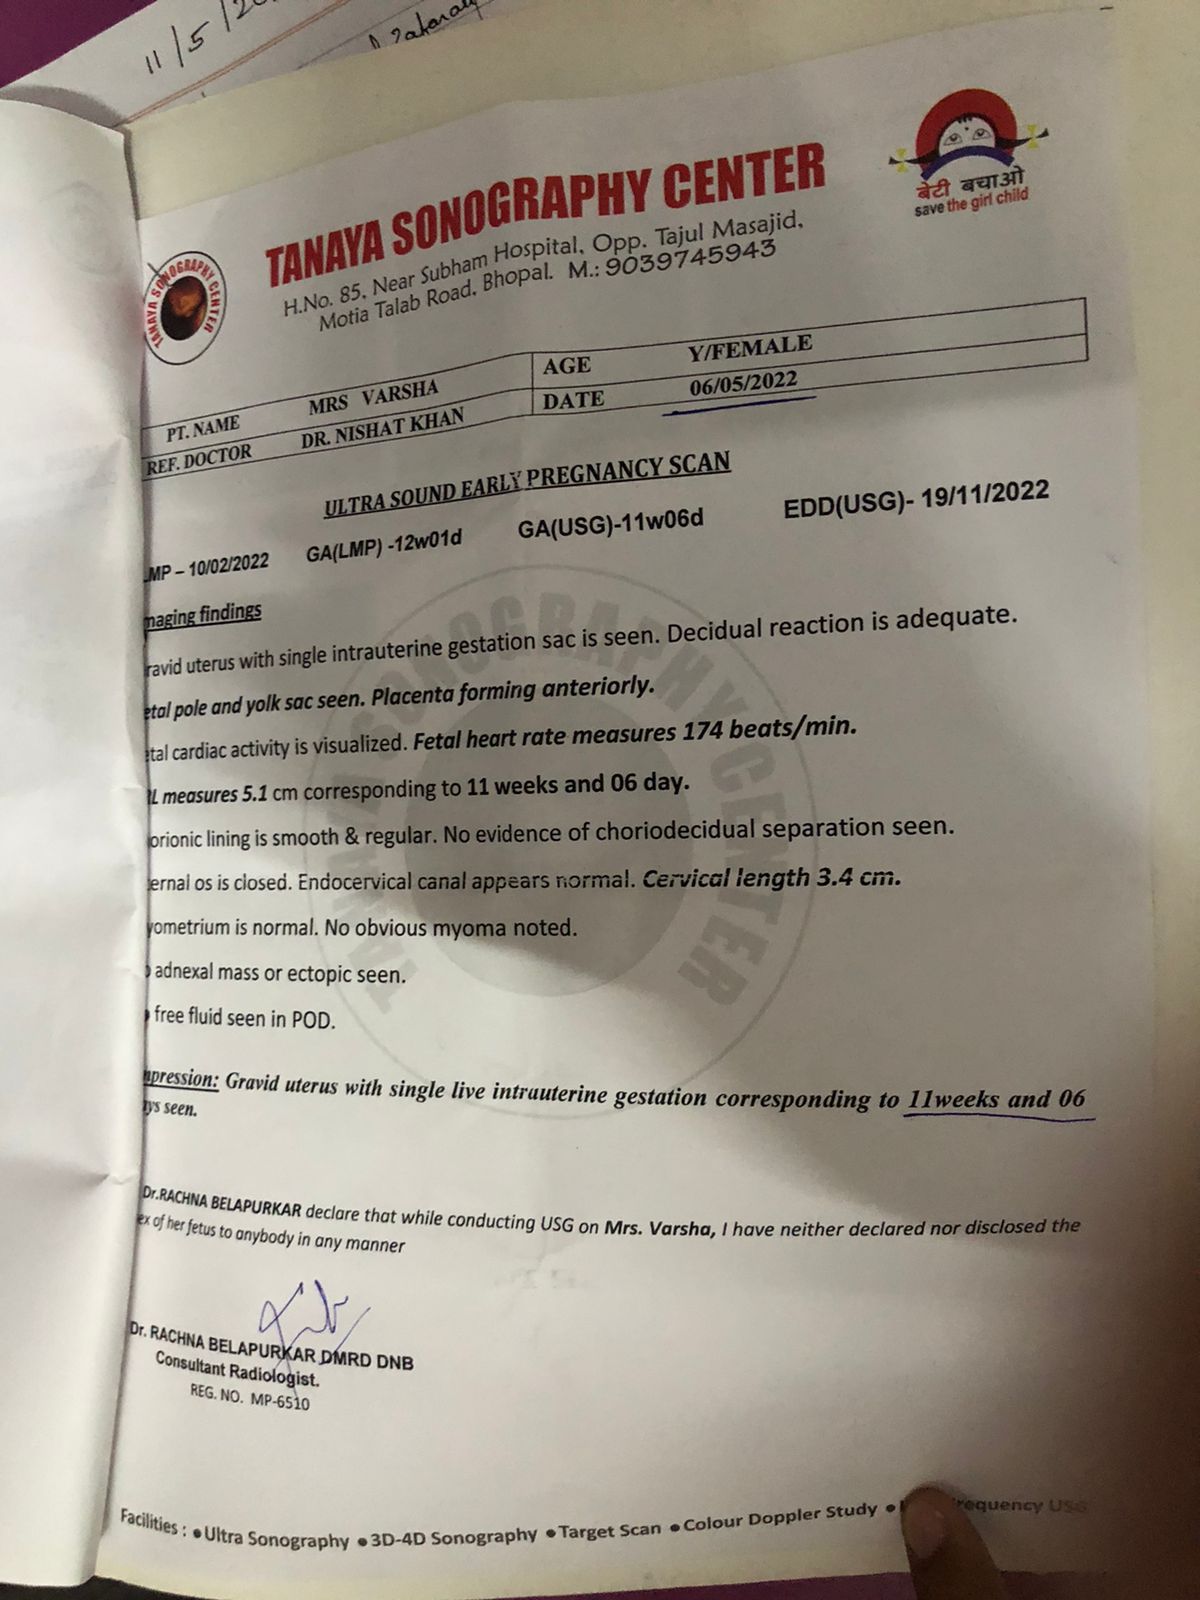 11/5/20
TANAYA SONOGRAPHY CENTER
H.No. 85, Near Subham Hospital, Opp. Tajul Masajid,
Motia Talab Road, Bhopal. M.: 9039745943
बेटी बचाओ
save the girl child
TANAYA SONOGRAPHY CENTER
PT. NAME MRS VARSHA AGE Y/FEMALE
REF. DOCTOR DR. NISHAT KHAN DATE 06/05/2022
ULTRA SOUND EARLY PREGNANCY SCAN
MP – 10/02/2022 GA(LMP) -12w01d GA(USG)-11w06d EDD(USG)- 19/11/2022
maging findings
ravid uterus with single intrauterine gestation sac is seen. Decidual reaction is adequate.
etal pole and yolk sac seen. Placenta forming anteriorly.
tal cardiac activity is visualized. Fetal heart rate measures 174 beats/min.
L measures 5.1 cm corresponding to 11 weeks and 06 day.
orionic lining is smooth & regular. No evidence of choriodecidual separation seen.
ernal os is closed. Endocervical canal appears normal. Cervical length 3.4 cm.
yometrium is normal. No obvious myoma noted.
adnexal mass or ectopic seen.
free fluid seen in POD.
pression: Gravid uterus with single live intrauterine gestation corresponding to 11weeks and 06
ys seen.
Dr.RACHNA BELAPURKAR declare that while conducting USG on Mrs. Varsha, I have neither declared nor disclosed the
ex of her fetus to anybody in any manner
Dr. RACHNA BELAPURKAR DMRD DNB
Consultant Radiologist.
REG. NO. MP-6510
Facilities : ● Ultra Sonography ● 3D-4D Sonography ● Target Scan ● Colour Doppler Study ● requency USG
TANAYA SONOGRAPHY CENTER